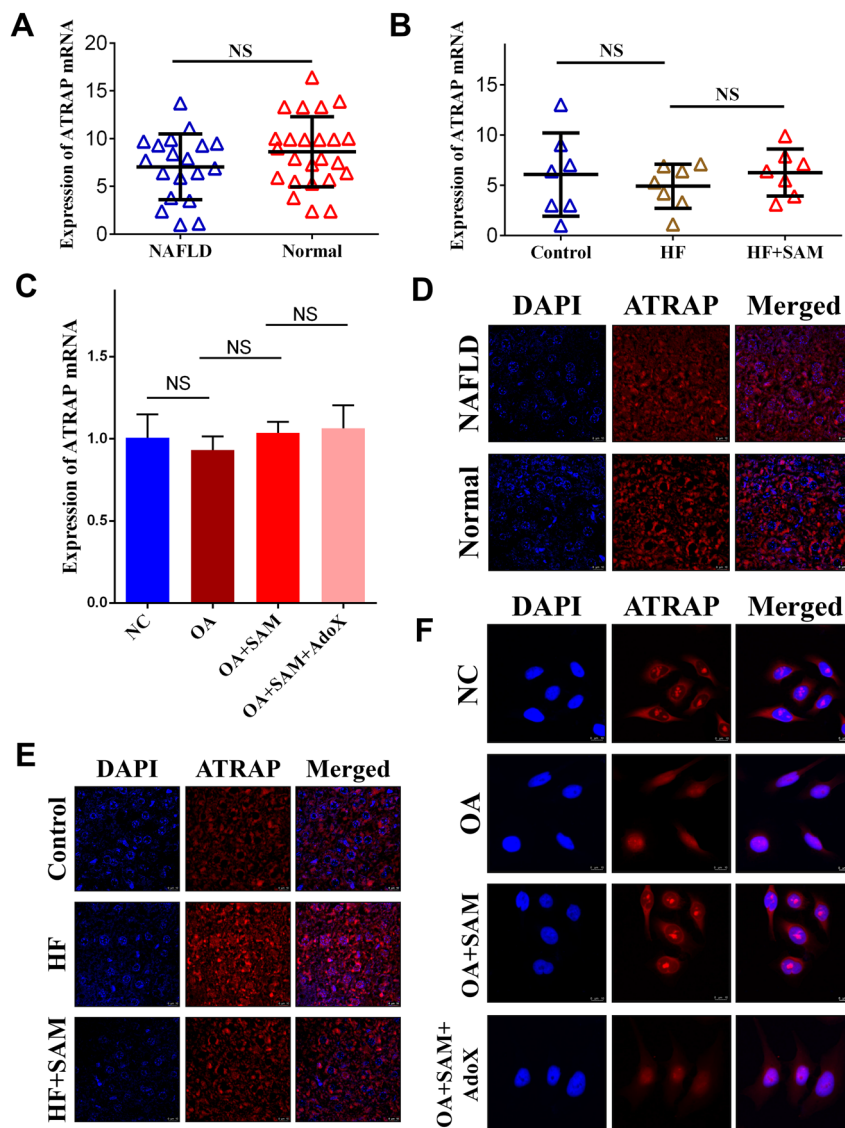 A
Expression of ATRAP mRNA
20
15
10
5
0
NS
NAFLD
Normal
B
Expression of ATRAP mRNA
15
10
5
0
NS
NS
Control
HF
HF+SAM
C
Expression of ATRAP mRNA
1.5
1.0
0.5
0.0
NS
NS
NS
NC
OA
OA+SAM
OA+SAM+AdoX
D
DAPI ATRAP Merged
NAFLD
Normal
E
DAPI ATRAP Merged
Control
HF
HF+SAM
F
DAPI ATRAP Merged
NC
OA
OA+SAM
OA+SAM+
AdoX